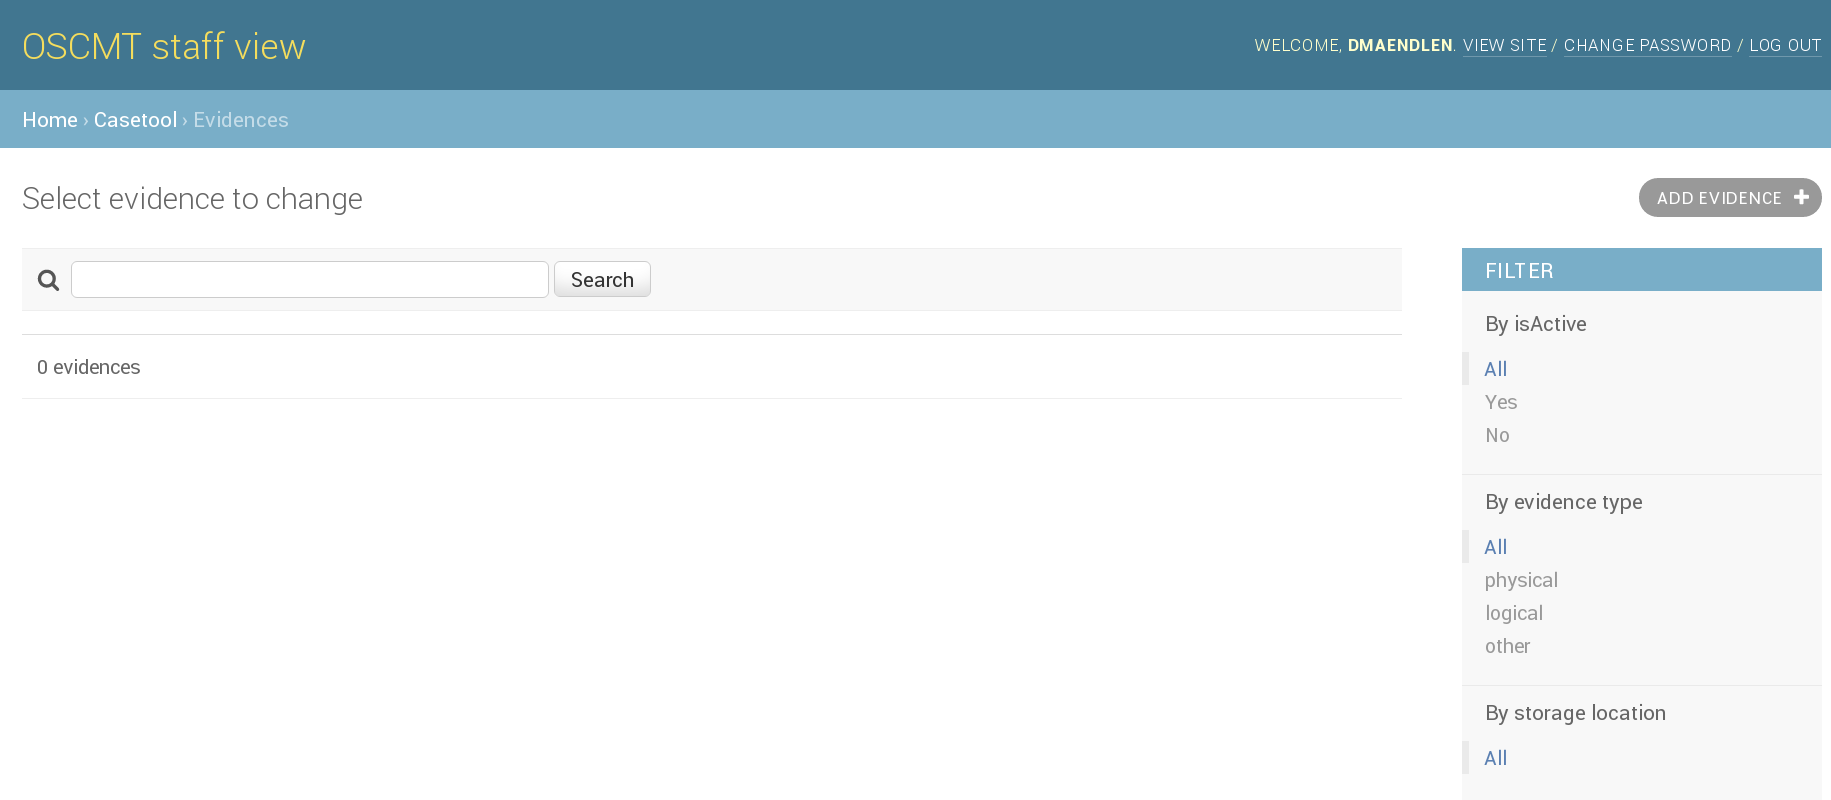 OSCMT staff view
WELCOME, DMAENDLEN. VIEW SITE / CHANGE PASSWORD / LOG OUT
Home › Casetool › Evidences
Select evidence to change
ADD EVIDENCE
Search
0 evidences
FILTER
By isActive
All
Yes
No
By evidence type
All
physical
logical
other
By storage location
All